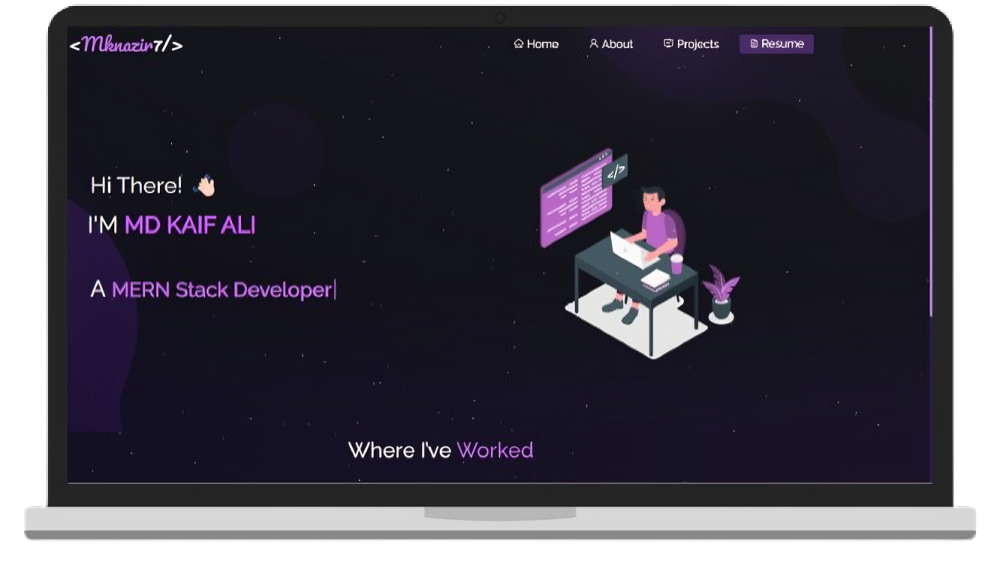 <Mknazir7/>
Home About Projects Resume
Hi There!
I'M MD KAIF ALI
A MERN Stack Developer|
</>
Where I've Worked